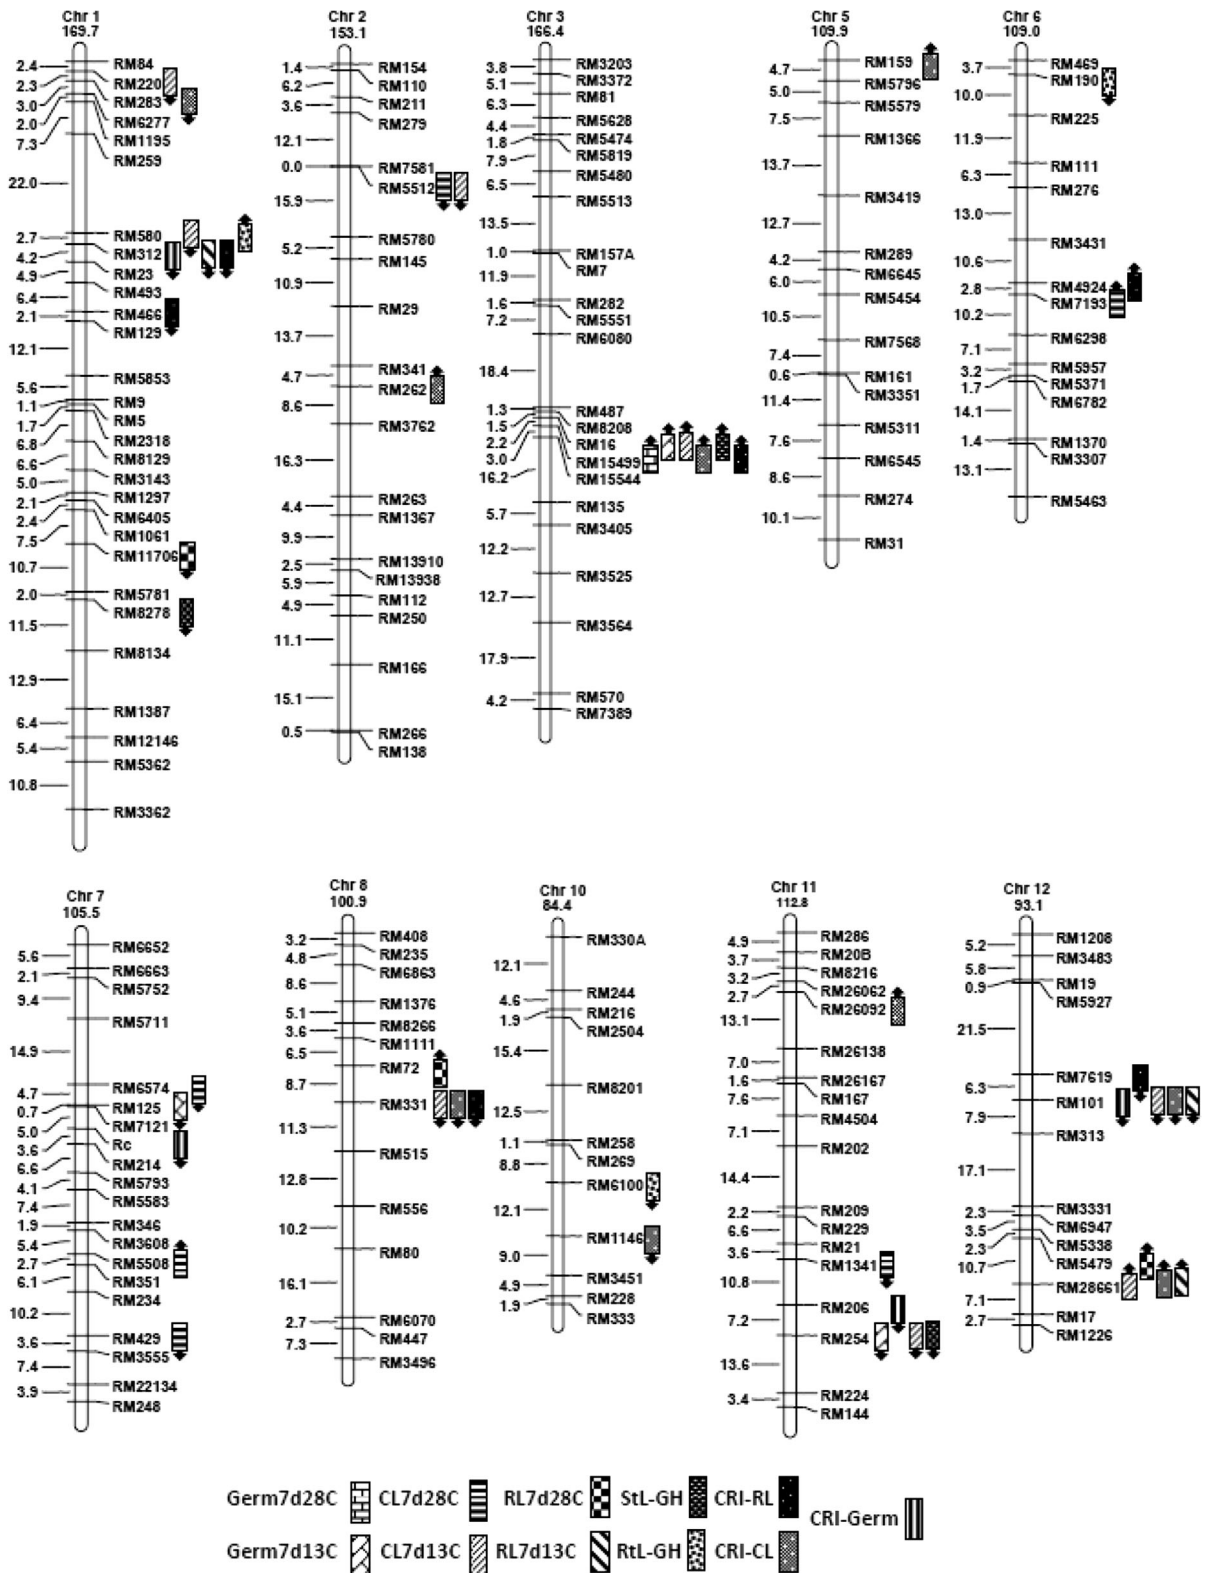 Chr 1
169.7
2.4
2.3
3.0
2.0
7.3
22.0
2.7
4.2
4.9
6.4
2.1
12.1
5.6
1.1
1.7
6.8
6.6
5.0
2.1
2.4
7.5
10.7
2.0
11.5
12.9
6.4
5.4
10.8
RM84
RM220
RM283
RM6277
RM1195
RM259
RM580
RM312
RM23
RM493
RM466
RM129
RM5853
RM9
RM5
RM2318
RM8129
RM3143
RM1297
RM6405
RM1061
RM11706
RM5781
RM8278
RM8134
RM1387
RM12146
RM5362
RM3362
Chr 2
153.1
1.4
6.2
3.6
12.1
0.0
15.9
5.2
10.9
13.7
4.7
8.6
16.3
4.4
9.9
2.5
5.9
4.9
11.1
15.1
0.5
RM154
RM110
RM211
RM279
RM7581
RM5512
RM5780
RM145
RM29
RM341
RM262
RM3762
RM263
RM1367
RM13910
RM13938
RM112
RM250
RM166
RM266
RM138
Chr 3
166.4
3.8
5.1
6.3
4.4
1.8
7.9
6.5
13.5
1.0
11.9
1.6
7.2
18.4
1.3
1.5
2.2
3.0
16.2
5.7
12.2
12.7
17.9
4.2
RM3203
RM3372
RM81
RM5628
RM5474
RM5819
RM5480
RM5513
RM157A
RM7
RM282
RM5551
RM6080
RM487
RM8208
RM16
RM15499
RM15544
RM135
RM3405
RM3525
RM3564
RM570
RM7389
Chr 5
109.9
4.7
5.0
7.5
13.7
12.7
4.2
6.0
10.5
7.4
0.6
11.4
7.6
8.6
10.1
RM159
RM5796
RM5579
RM1366
RM3419
RM289
RM6645
RM5454
RM7568
RM161
RM3351
RM5311
RM6545
RM274
RM31
Chr 6
109.0
3.7
10.0
11.9
6.3
13.0
10.6
2.8
10.2
7.1
3.2
1.7
14.1
1.4
13.1
RM469
RM190
RM225
RM111
RM276
RM3431
RM4924
RM7193
RM6298
RM5957
RM5371
RM6782
RM1370
RM3307
RM5463
Chr 7
105.5
5.6
2.1
9.4
14.9
4.7
0.7
5.0
3.6
6.6
4.1
7.4
1.9
5.4
2.7
6.1
10.2
3.6
7.4
3.9
RM6652
RM6663
RM5752
RM5711
RM6574
RM125
RM7121
Rc
RM214
RM5793
RM5583
RM346
RM3608
RM5508
RM351
RM234
RM429
RM3555
RM22134
RM248
Chr 8
100.9
3.2
4.8
8.6
5.1
3.6
6.5
8.7
11.3
12.8
10.2
16.1
2.7
7.3
RM408
RM235
RM6863
RM1376
RM8266
RM1111
RM72
RM331
RM515
RM556
RM80
RM6070
RM447
RM3496
Chr 10
84.4
12.1
4.6
1.9
15.4
12.5
1.1
8.8
12.1
9.0
4.9
1.9
RM330A
RM244
RM216
RM2504
RM8201
RM258
RM269
RM6100
RM1146
RM3451
RM228
RM333
Chr 11
112.8
4.9
3.7
3.2
2.7
13.1
7.0
1.6
7.6
7.1
14.4
2.2
6.6
3.6
10.8
7.2
13.6
3.4
RM286
RM20B
RM8216
RM26062
RM26092
RM26138
RM26167
RM167
RM4504
RM202
RM209
RM229
RM21
RM1341
RM206
RM254
RM224
RM144
Chr 12
93.1
5.2
5.8
0.9
21.5
6.3
7.9
17.1
2.3
3.5
2.3
10.7
7.1
2.7
RM1208
RM3483
RM19
RM5927
RM7619
RM101
RM313
RM3331
RM6947
RM5338
RM5479
RM28661
RM17
RM1226
Germ7d28C CL7d28C RL7d28C StL-GH CRI-RL
CRI-Germ
Germ7d13C CL7d13C RL7d13C RtL-GH CRI-CL